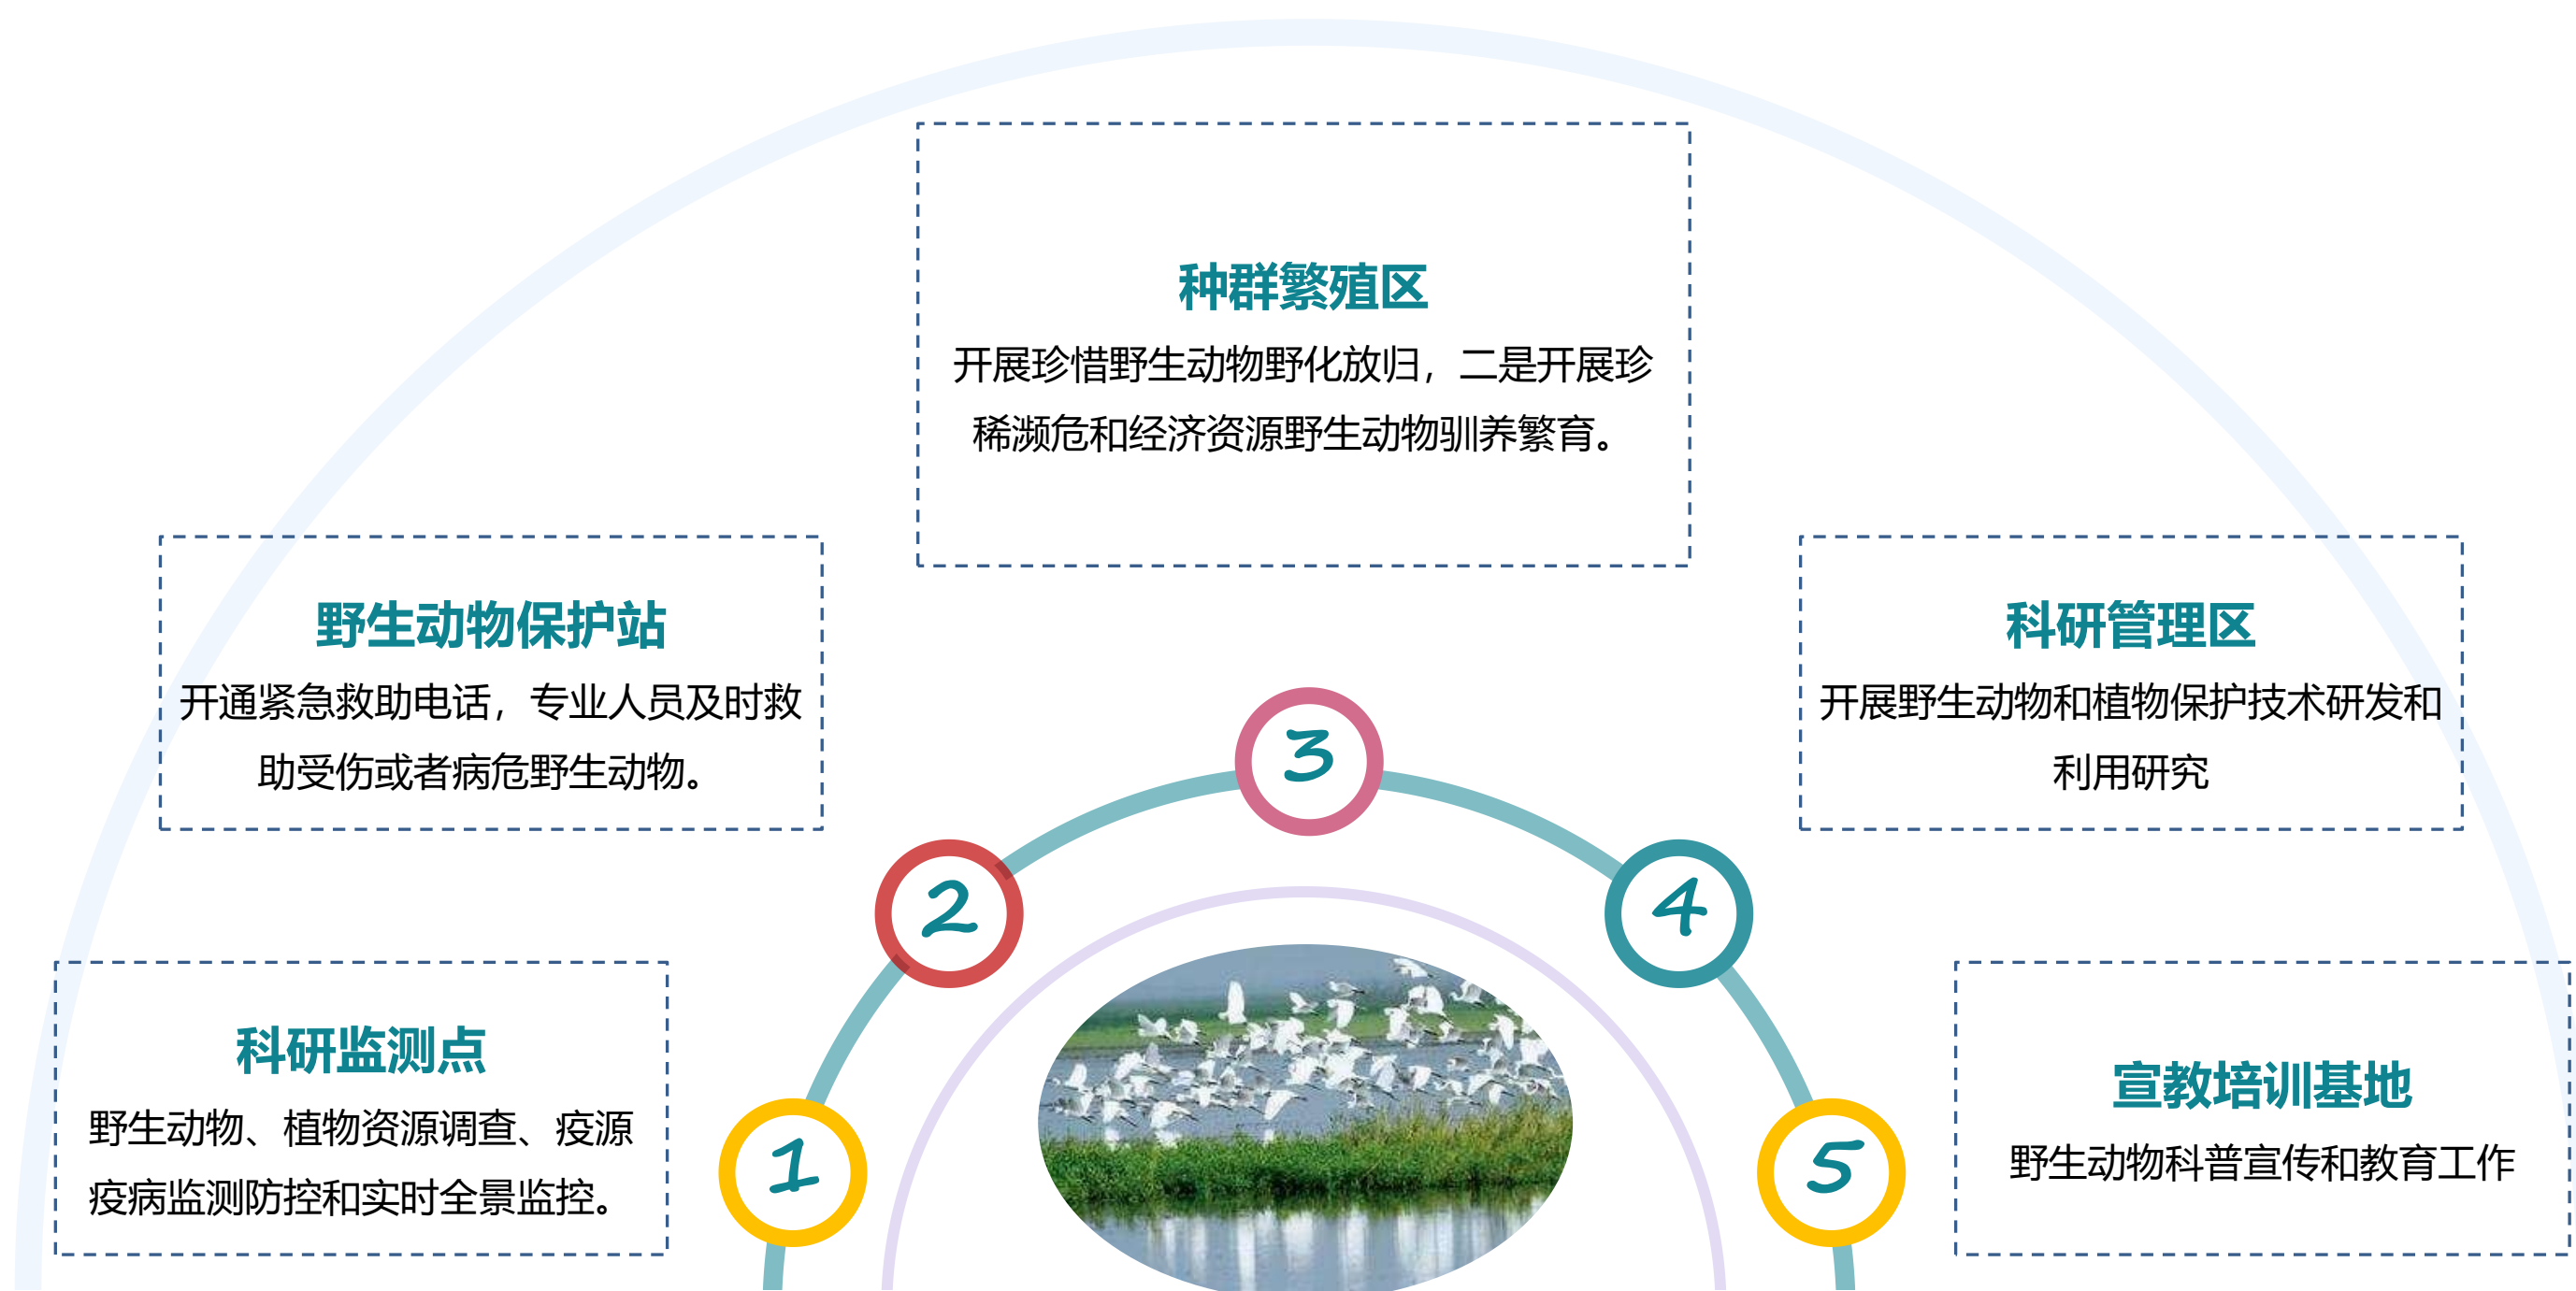 种群繁殖区
开展珍惜野生动物野化放归，二是开展珍
稀濒危和经济资源野生动物驯养繁育。
野生动物保护站
开通紧急救助电话，专业人员及时救
助受伤或者病危野生动物。
科研管理区
开展野生动物和植物保护技术研发和
利用研究
3
2
4
科研监测点
野生动物、植物资源调查、疫源
疫病监测防控和实时全景监控。
1
5
宣教培训基地
野生动物科普宣传和教育工作